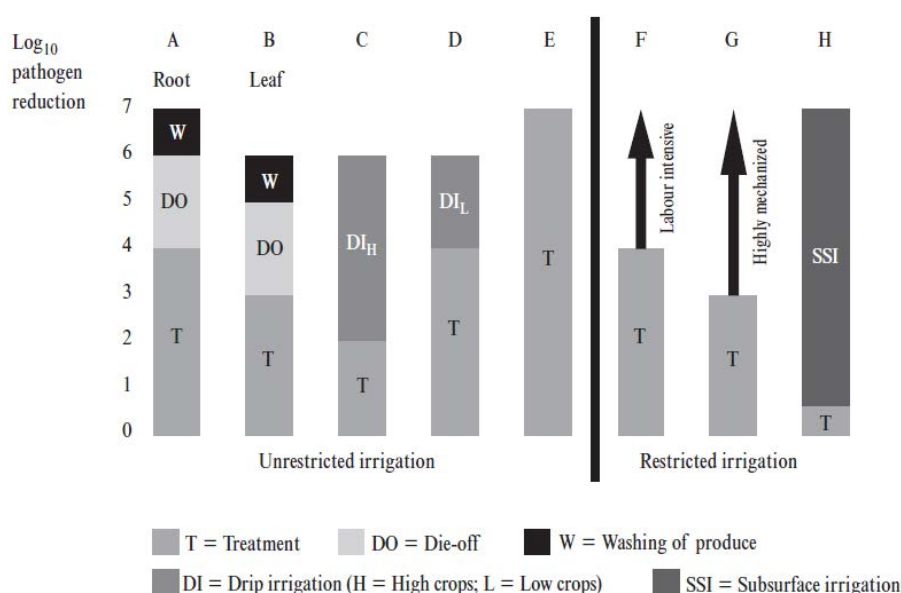 Log10 A B C D E F G H
pathogen Root Leaf
reduction
7
6
5
4
3
2
1
0
W
DO
T
W
DO
T
DIH
T
DIL
T
T
Labour intensive
T
Highly mechanized
T
SSI
T
Unrestricted irrigation Restricted irrigation
T = Treatment DO = Die-off W = Washing of produce
DI = Drip irrigation (H = High crops; L = Low crops) SSI = Subsurface irrigation